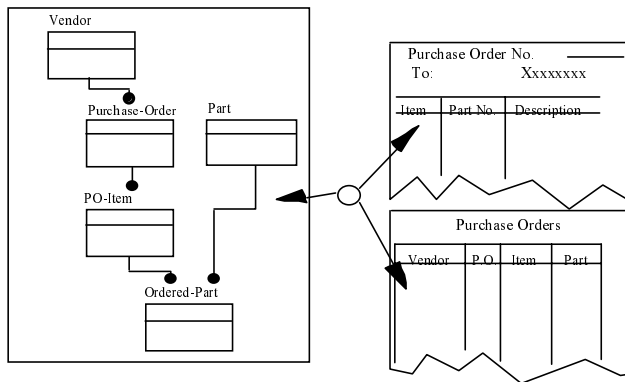 Vendor
Purchase-Order
Part
PO-Item
Ordered-Part
Purchase Order No.
To: Xxxxxxxx
Item Part No. Description
Purchase Orders
Vendor P.O. Item Part